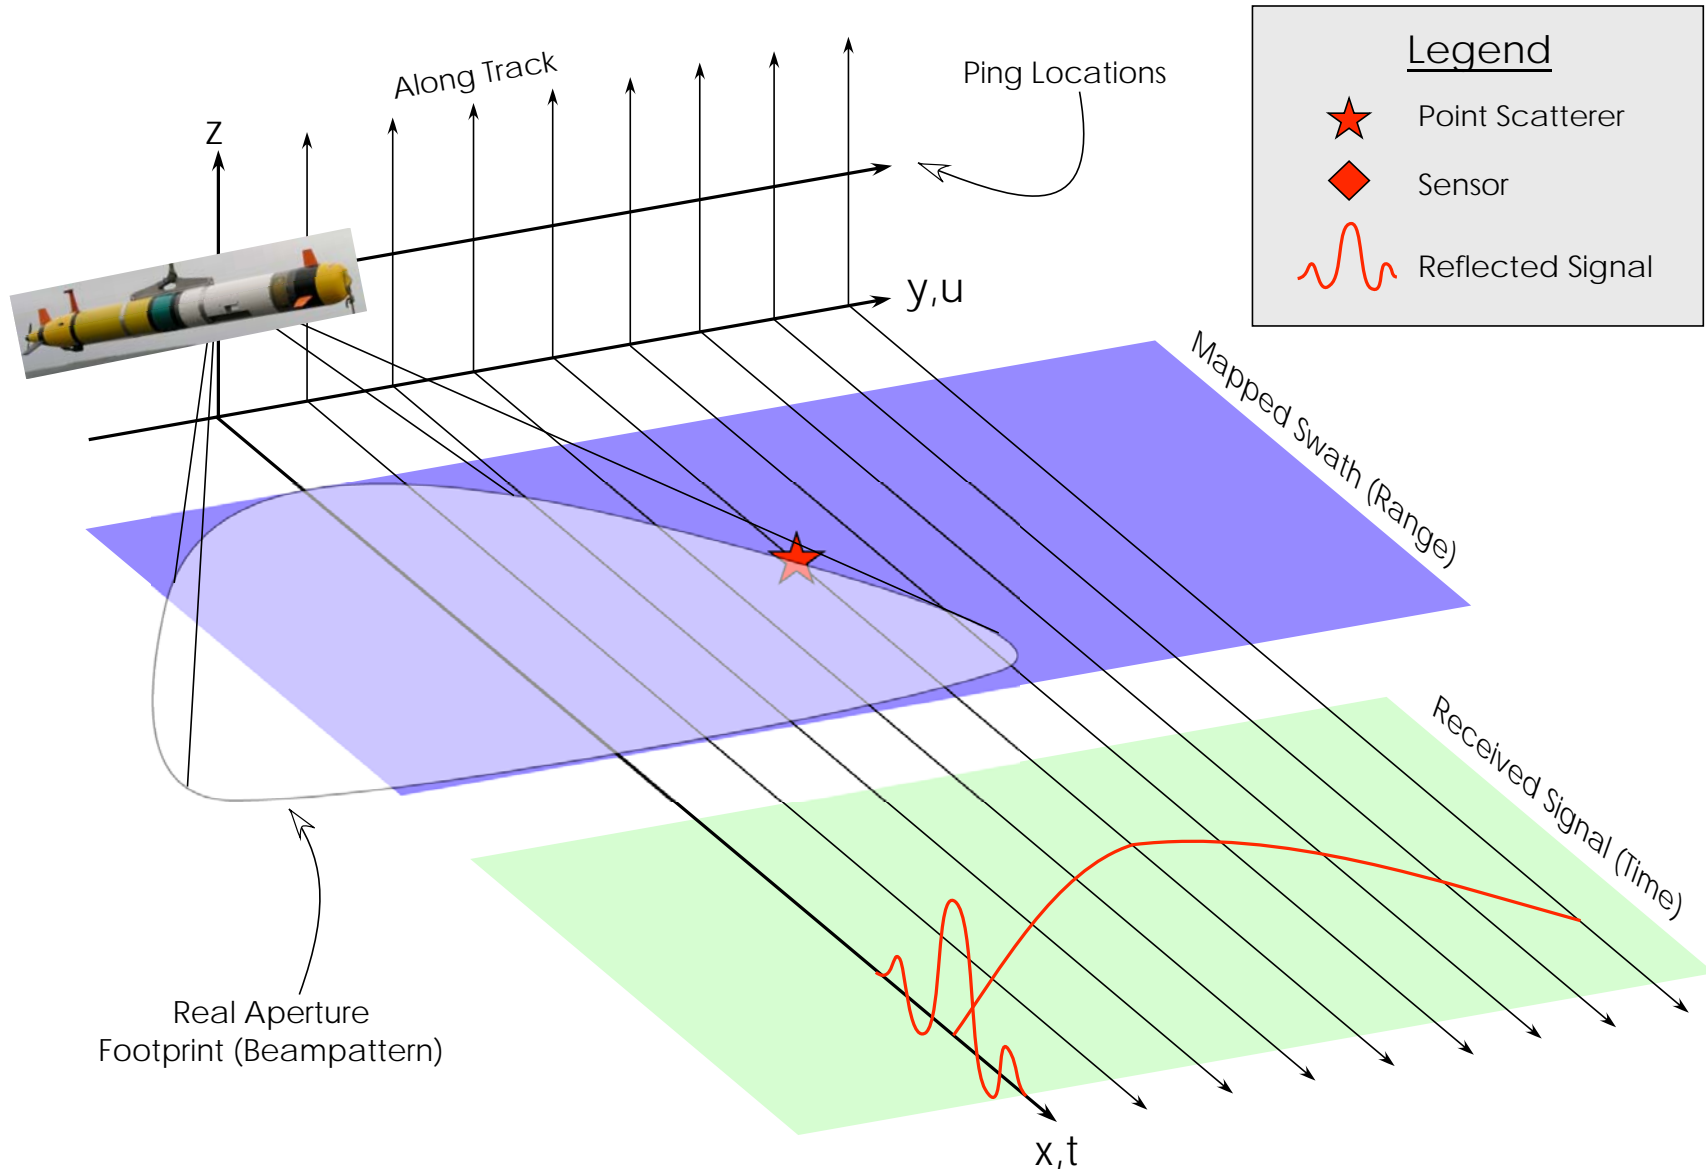 Legend
Point Scatterer
Sensor
Reflected Signal
Ping Locations
Along Track
z
y,u
Mapped Swath (Range)
Received Signal (Time)
Real Aperture
Footprint (Beampattern)
x,t